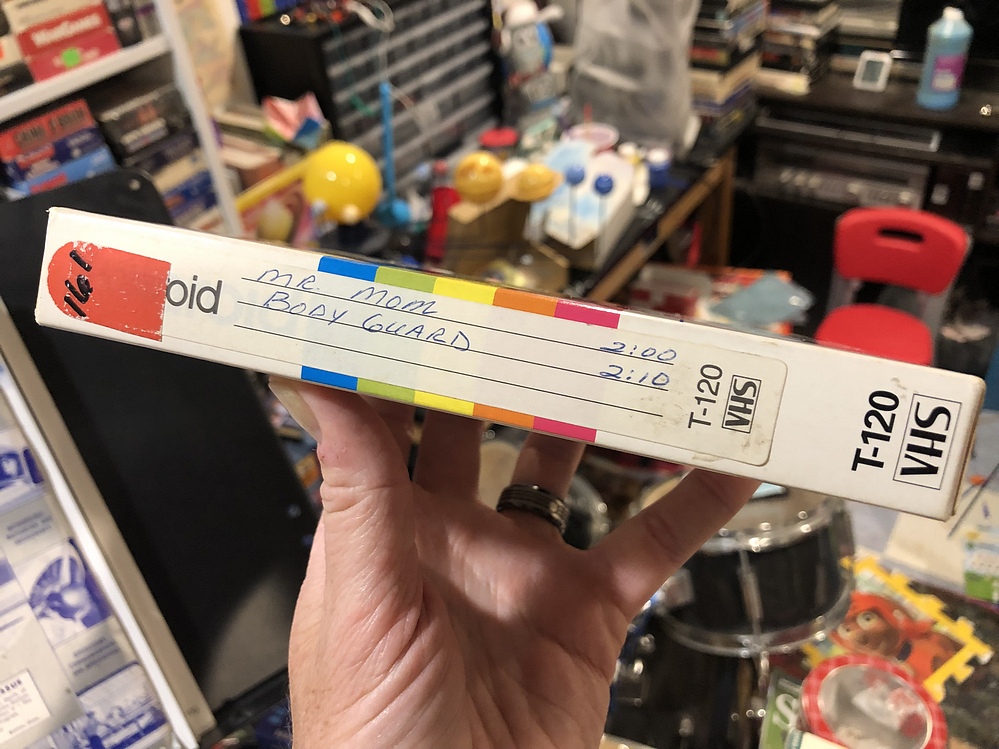 161
oid
MR MOM 2:00
BODY GUARD 2:10
T-120
VHS
T-120
VHS